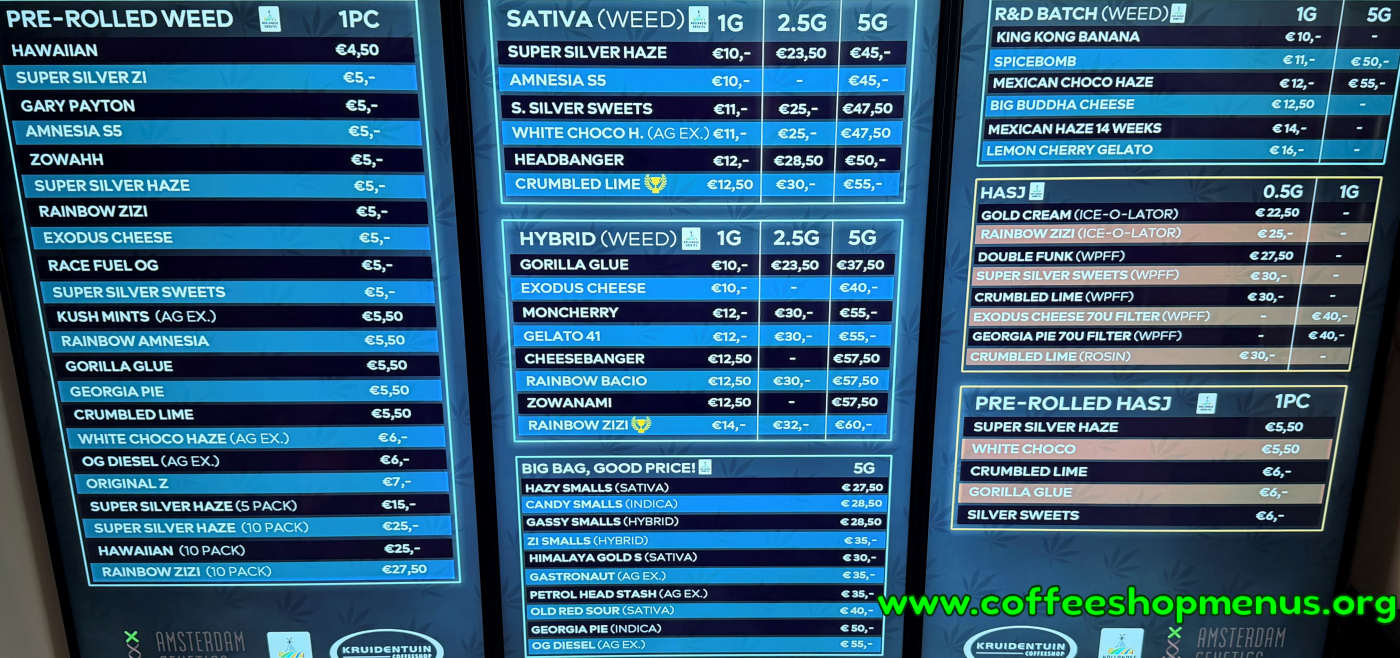 PRE-ROLLED WEED 1PC
HAWAIIAN €4,50
SUPER SILVER ZI €5,-
GARY PAYTON €5,-
AMNESIA S5 €5,-
ZOWAHH €5,-
SUPER SILVER HAZE €5,-
RAINBOW ZIZI €5,-
EXODUS CHEESE €5,-
RACE FUEL OG €5,-
SUPER SILVER SWEETS €5,-
KUSH MINTS (AG EX.) €5,50
RAINBOW AMNESIA €5,50
GORILLA GLUE €5,50
GEORGIA PIE €5,50
CRUMBLED LIME €5,50
WHITE CHOCO HAZE (AG EX.) €6,-
OG DIESEL (AG EX.) €6,-
ORIGINAL Z €7,-
SUPER SILVER HAZE (5 PACK) €15,-
SUPER SILVER HAZE (10 PACK) €25,-
HAWAIIAN (10 PACK) €25,-
RAINBOW ZIZI (10 PACK) €27,50
AMSTERDAM
GENETICS
KRUIDENTUIN
COFFEESHOP
SATIVA (WEED) 1G 2.5G 5G
SUPER SILVER HAZE €10,- €23,50 €45,-
AMNESIA S5 €10,- - €45,-
S. SILVER SWEETS €11,- €25,- €47,50
WHITE CHOCO H. (AG EX.) €11,- €25,- €47,50
HEADBANGER €12,- €28,50 €50,-
CRUMBLED LIME €12,50 €30,- €55,-
HYBRID (WEED) 1G 2.5G 5G
GORILLA GLUE €10,- €23,50 €37,50
EXODUS CHEESE €10,- - €40,-
MONCHERRY €12,- €30,- €55,-
GELATO 41 €12,- €30,- €55,-
CHEESEBANGER €12,50 - €57,50
RAINBOW BACIO €12,50 €30,- €57,50
ZOWANAMI €12,50 - €57,50
RAINBOW ZIZI €14,- €32,- €60,-
BIG BAG, GOOD PRICE! 5G
HAZY SMALLS (SATIVA) €27,50
CANDY SMALLS (INDICA) €28,50
GASSY SMALLS (HYBRID) €28,50
ZI SMALLS (HYBRID) €35,-
HIMALAYA GOLD S (SATIVA) €30,-
GASTRONAUT (AG EX.) €35,-
PETROL HEAD STASH (AG EX.) €35,-
OLD RED SOUR (SATIVA) €40,-
GEORGIA PIE (INDICA) €50,-
OG DIESEL (AG EX.) €55,-
R&D BATCH (WEED) 1G 5G
KING KONG BANANA €10,- -
SPICEBOMB €11,- €50,-
MEXICAN CHOCO HAZE €12,- €55,-
BIG BUDDHA CHEESE €12,50 -
MEXICAN HAZE 14 WEEKS €14,- -
LEMON CHERRY GELATO €16,- -
HASJ 0.5G 1G
GOLD CREAM (ICE-O-LATOR) €22,50 -
RAINBOW ZIZI (ICE-O-LATOR) €25,- -
DOUBLE FUNK (WPFF) €27,50 -
SUPER SILVER SWEETS (WPFF) €30,- -
CRUMBLED LIME (WPFF) €30,- -
EXODUS CHEESE 70U FILTER (WPFF) - €40,-
GEORGIA PIE 70U FILTER (WPFF) - €40,-
CRUMBLED LIME (ROSIN) €30,- -
PRE-ROLLED HASJ 1PC
SUPER SILVER HAZE €5,50
WHITE CHOCO €5,50
CRUMBLED LIME €6,-
GORILLA GLUE €6,-
SILVER SWEETS €6,-
www.coffeeshopmenus.org
KRUIDENTUIN
COFFEESHOP
AMSTERDAM
GENETICS